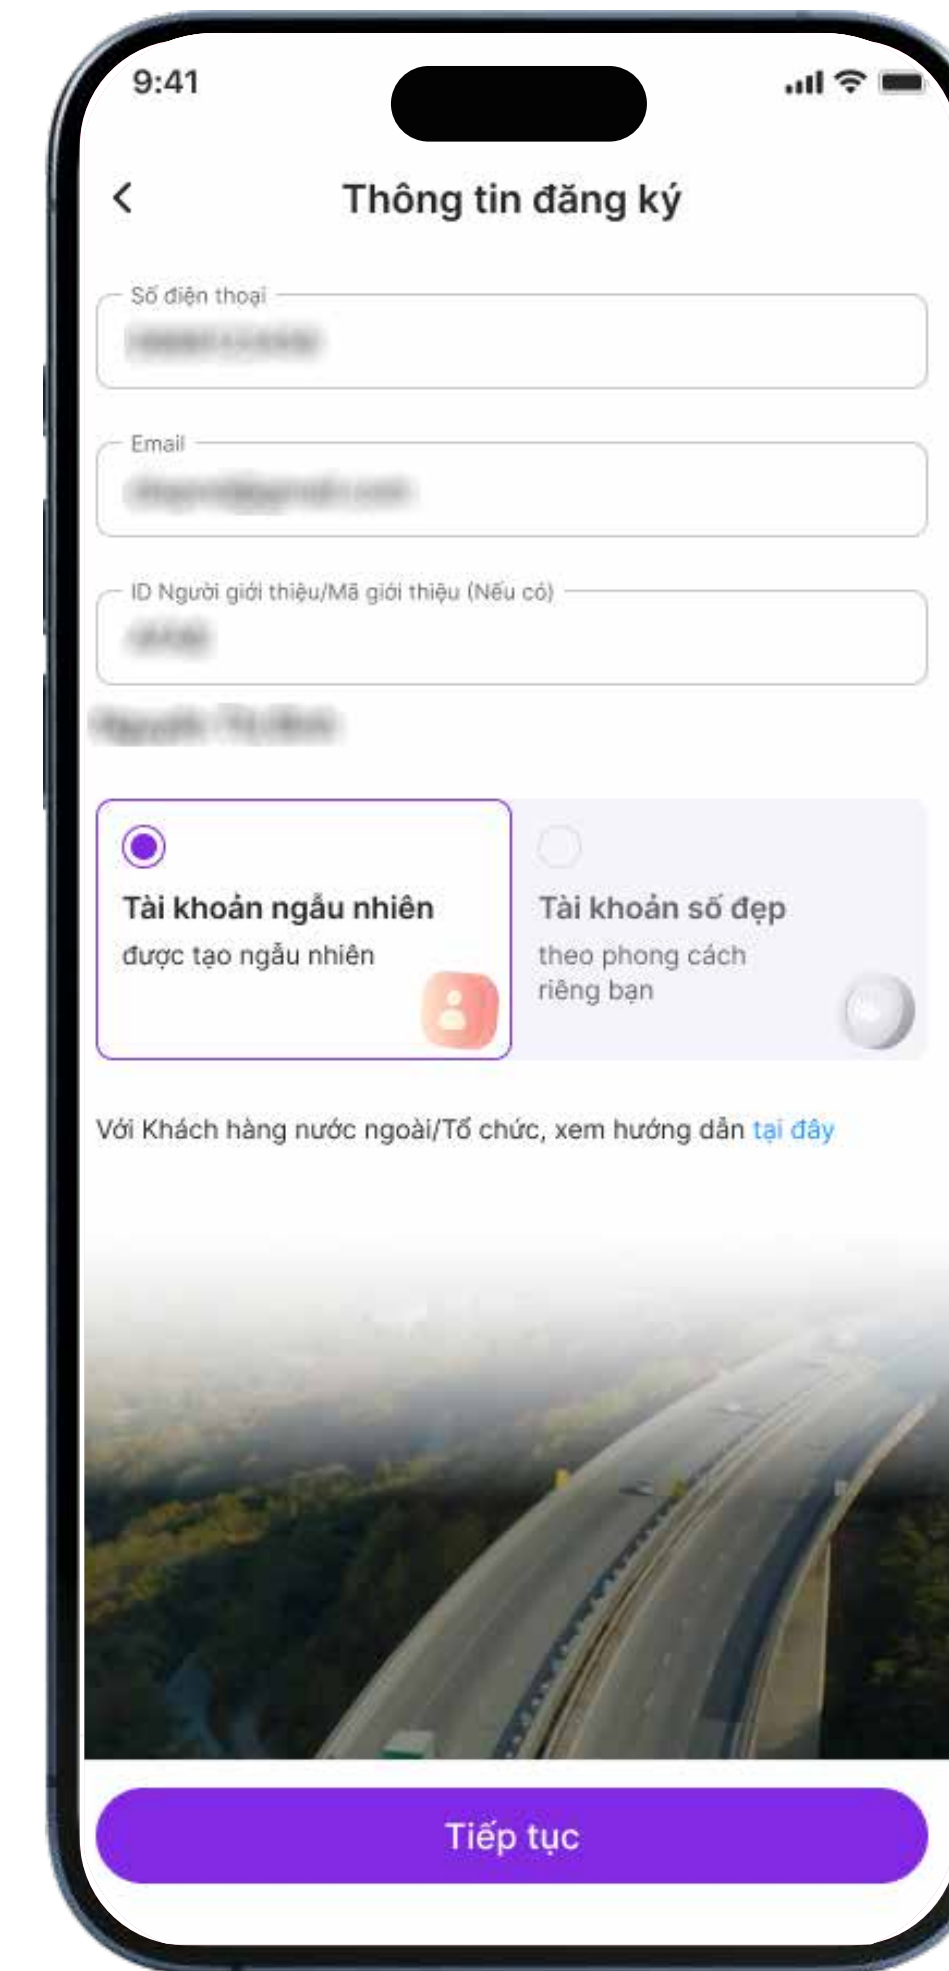 9:41
Thông tin đăng ký
Số điện thoại
Email
ID Người giới thiệu/Mã giới thiệu (Nếu có)
Tài khoản ngẫu nhiên
được tạo ngẫu nhiên
Tài khoản số đẹp
theo phong cách
riêng bạn
Với Khách hàng nước ngoài/Tổ chức, xem hướng dẫn tại đây
Tiếp tục